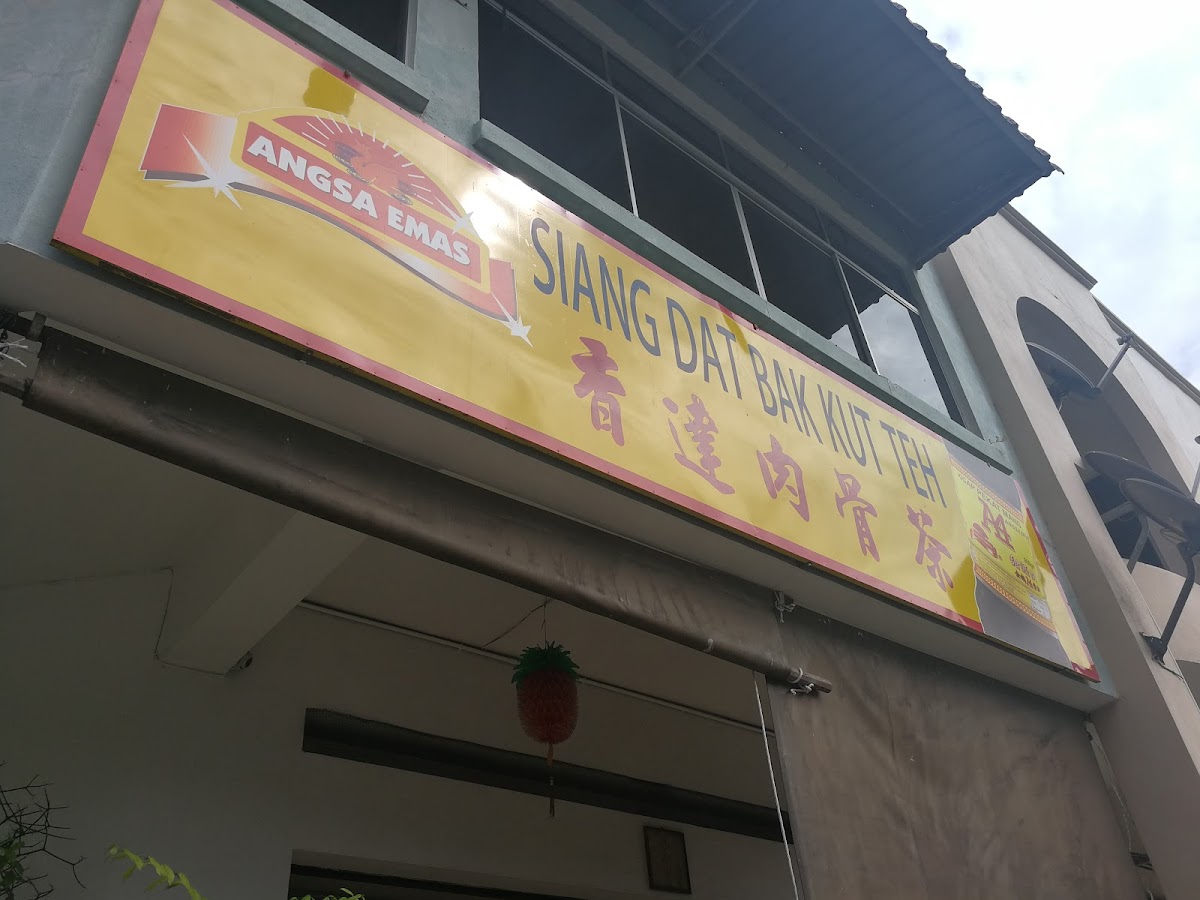 ANGSA EMAS
SIANG DAT BAK KUT TEH
香達肉骨茶